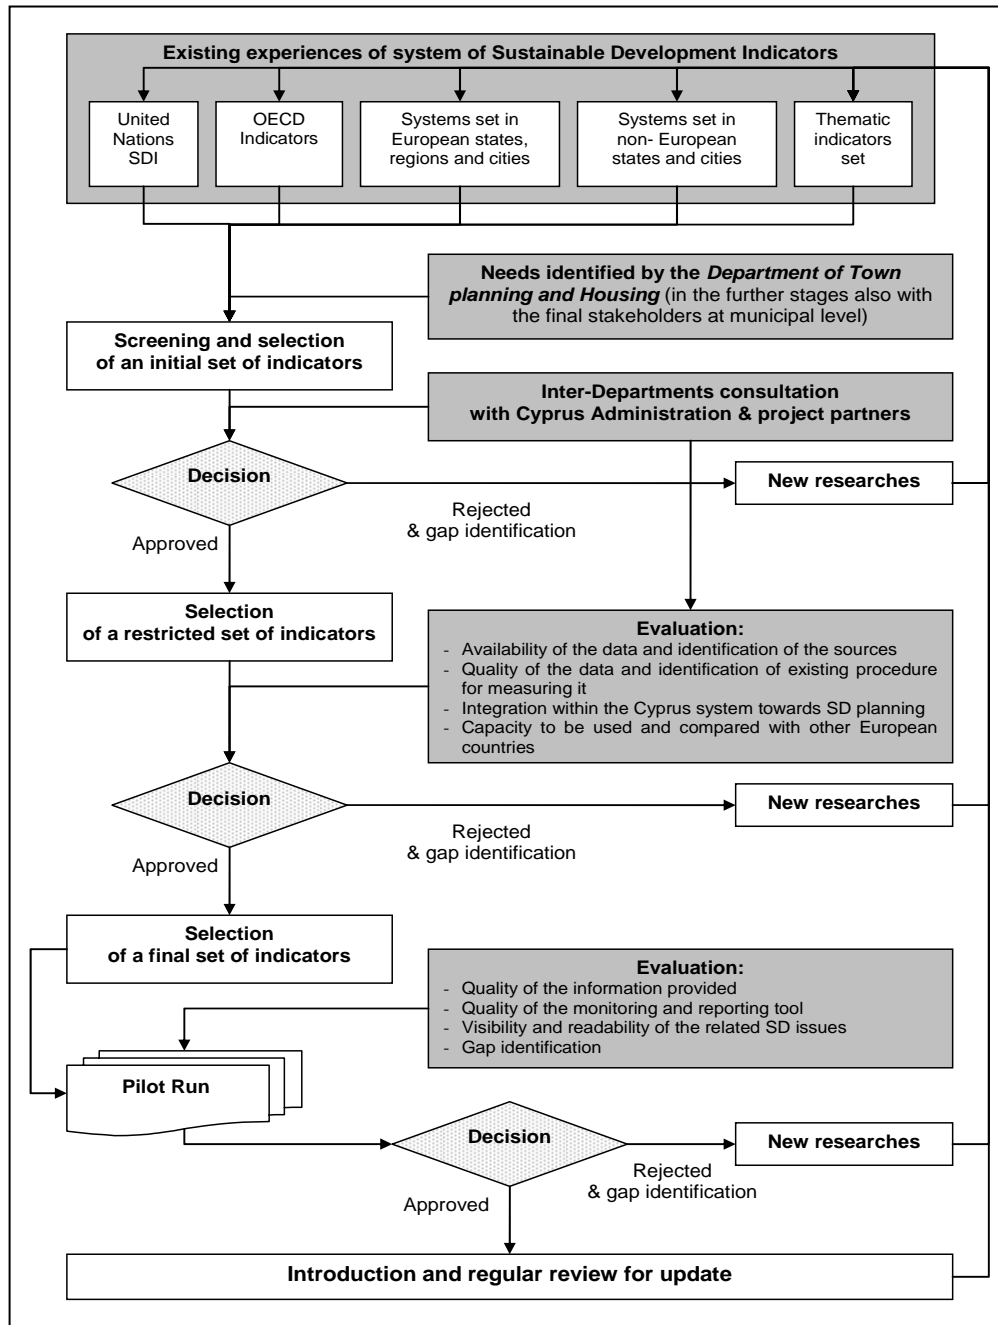 Existing experiences of system of Sustainable Development Indicators
United
Nations
SDI
OECD
Indicators
Systems set in
European states,
regions and cities
Systems set in
non- European
states and cities
Thematic
indicators
set
Needs identified by the Department of Town
planning and Housing (in the further stages also with
the final stakeholders at municipal level)
Screening and selection
of an initial set of indicators
Inter-Departments consultation
with Cyprus Administration & project partners
Decision
New researches
Rejected
& gap identification
Approved
Selection
of a restricted set of indicators
Evaluation:
- Availability of the data and identification of the sources
- Quality of the data and identification of existing procedure
for measuring it
- Integration within the Cyprus system towards SD planning
- Capacity to be used and compared with other European
countries
Decision
New researches
Rejected
& gap identification
Approved
Selection
of a final set of indicators
Evaluation:
- Quality of the information provided
- Quality of the monitoring and reporting tool
- Visibility and readability of the related SD issues
- Gap identification
Pilot Run
Decision
New researches
Rejected
& gap identification
Approved
Introduction and regular review for update